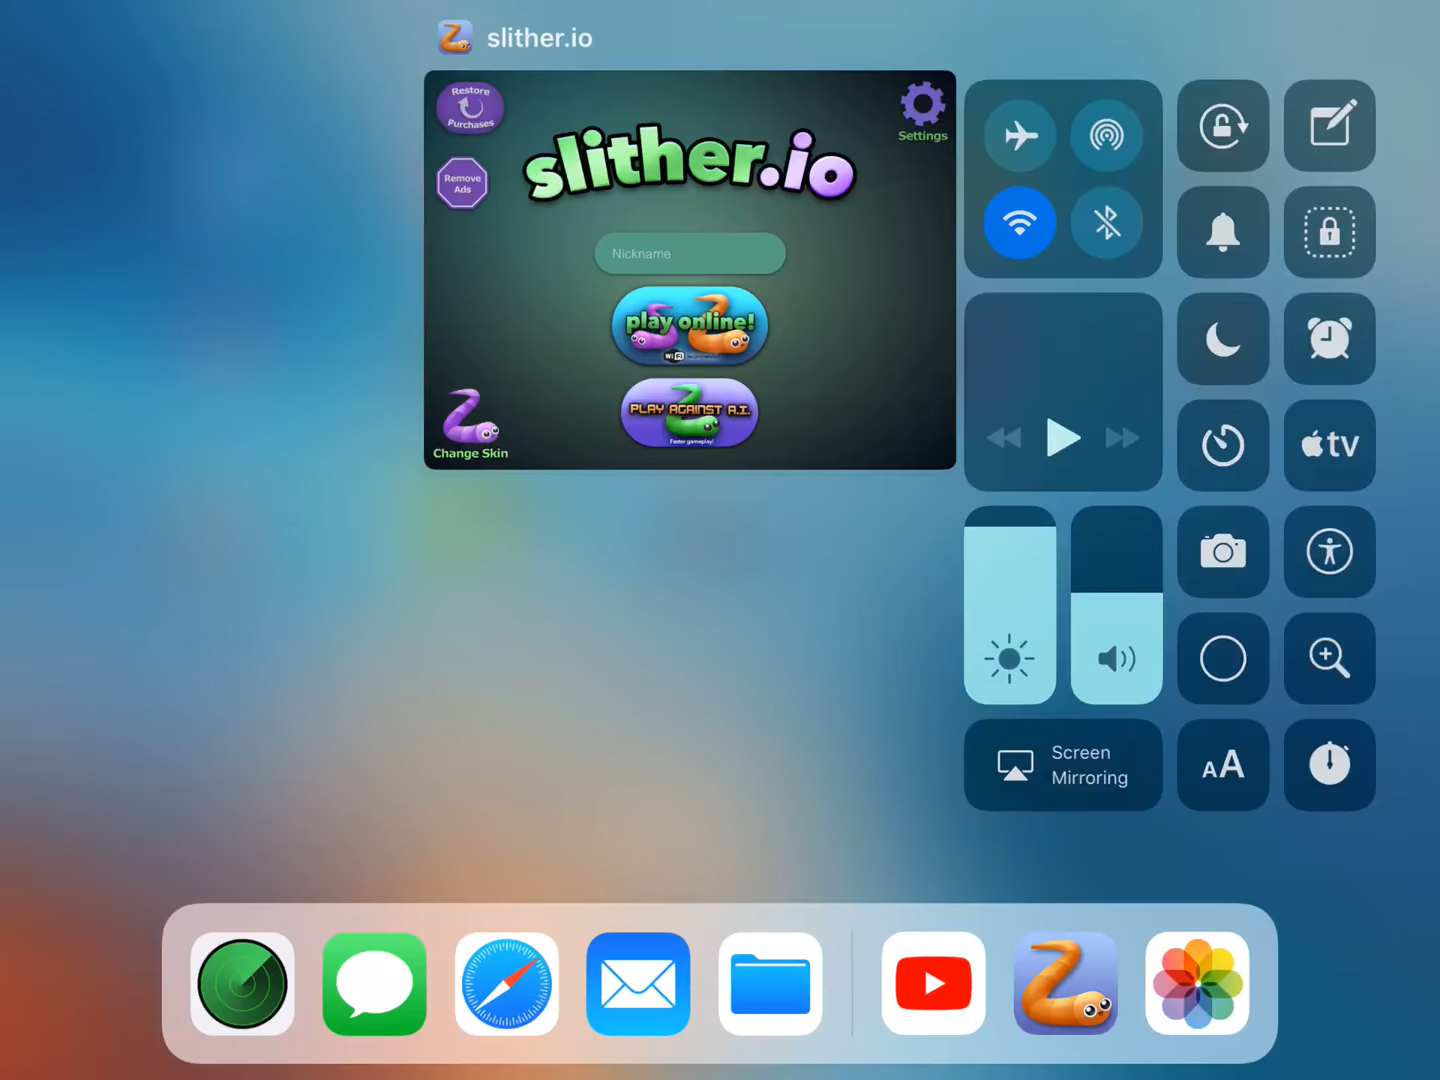 slither.io
Restore
Purchases
Settings
slither.io
Remove
Ads
Nickname
play online!
WiFi
PLAY AGAINST A.I.
Faster gameplay!
Change Skin
tv
Screen
Mirroring
AA